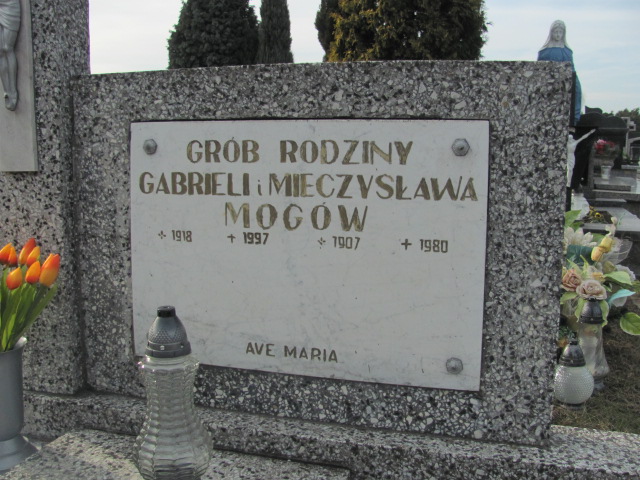 GRÓB RODZINY
GABRIELI i MIECZYSŁAWA
MOGÓW
* 1918 + 1997 * 1907 + 1980
AVE MARIA